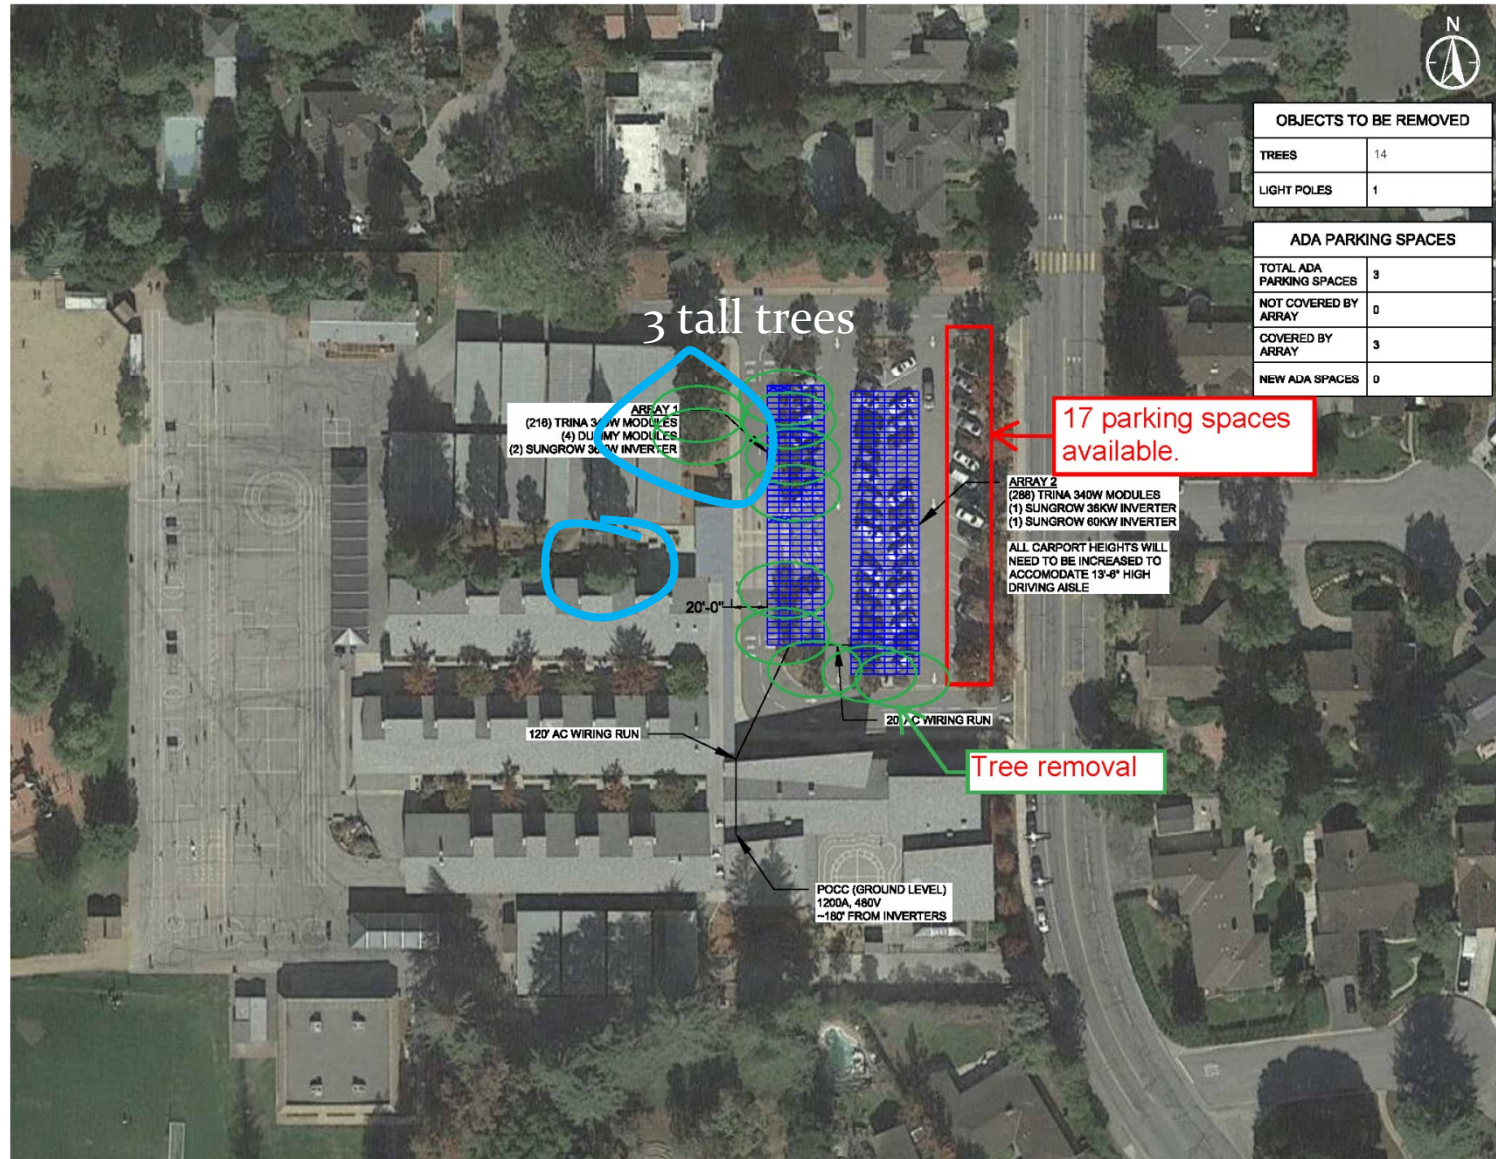 N
OBJECTS TO BE REMOVED
TREES 14
LIGHT POLES 1
ADA PARKING SPACES
TOTAL ADA
PARKING SPACES 3
NOT COVERED BY
ARRAY 0
COVERED BY
ARRAY 3
NEW ADA SPACES 0
3 tall trees
ARRAY 1
(216) TRINA W MODULES
(4) MODULES
(2) SUNGROW INVERTER
17 parking spaces
available.
ARRAY 2
(286) TRINA 340W MODULES
(1) SUNGROW 36KW INVERTER
(1) SUNGROW 60KW INVERTER
ALL CARPORT HEIGHTS WILL
NEED TO BE INCREASED TO
ACCOMODATE 13'-6" HIGH
DRIVING AISLE
20'-0"
120' AC WIRING RUN
WIRING RUN
Tree removal
POCC (GROUND LEVEL)
1200A, 480V
~180' FROM INVERTERS